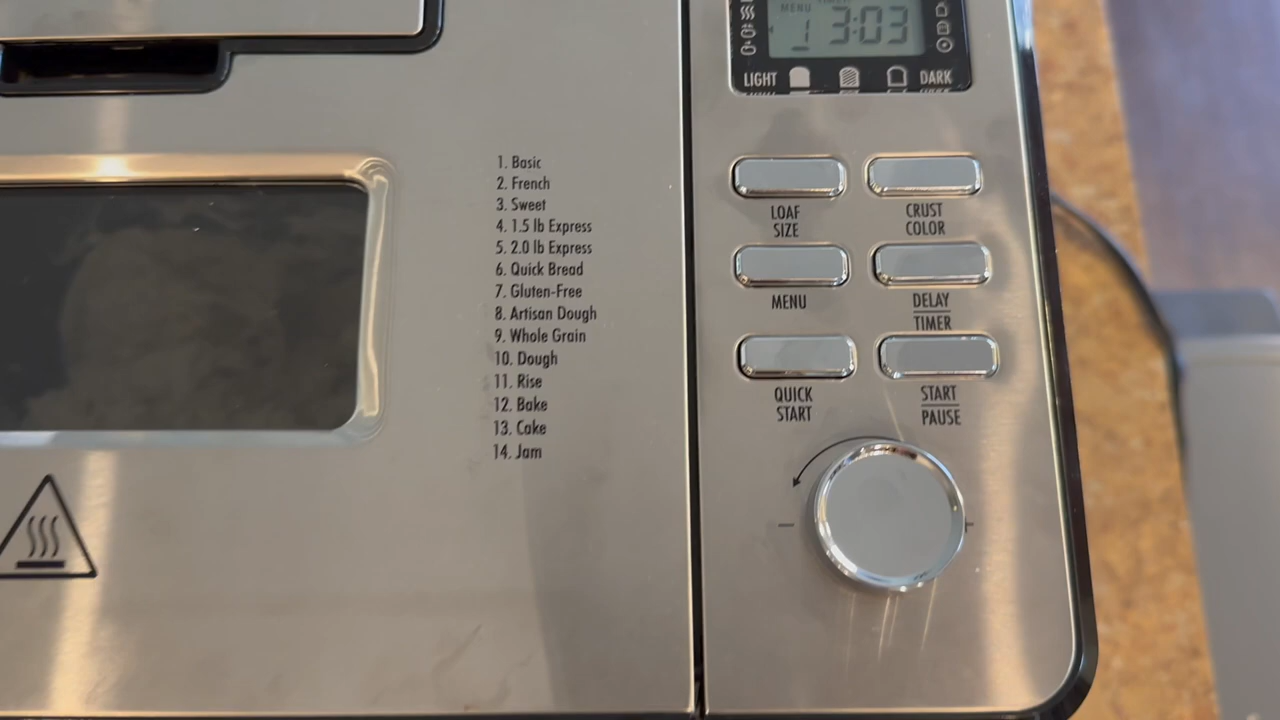 MENU
1 3:03
LIGHT DARK
1. Basic
2. French
3. Sweet
4. 1.5 lb Express
5. 2.0 lb Express
6. Quick Bread
7. Gluten-Free
8. Artisan Dough
9. Whole Grain
10. Dough
11. Rise
12. Bake
13. Cake
14. Jam
LOAF
SIZE
CRUST
COLOR
MENU
DELAY
TIMER
QUICK
START
START
PAUSE